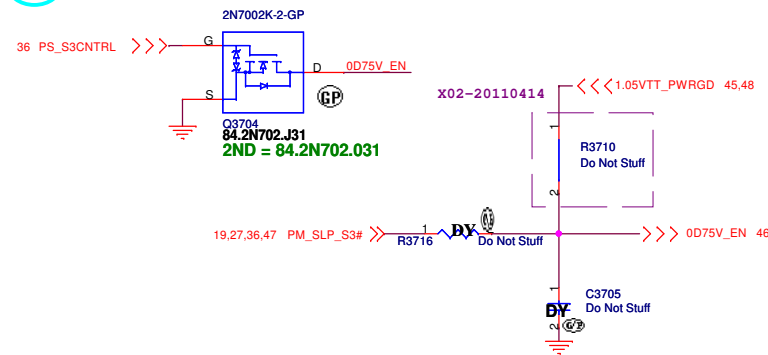 2N7002K-2-GP
36 PS_S3CNTRL
G
D
0D75V_EN
GP
S
Q3704
84.2N702.J31
2ND = 84.2N702.031
X02-20110414
1.05VTT_PWRGD 45,48
1
R3710
Do Not Stuff
2
19,27,36,47 PM_SLP_S3#
1
DY
R3716
Do Not Stuff
0D75V_EN 46
1
C3705
DY
Do Not Stuff
2